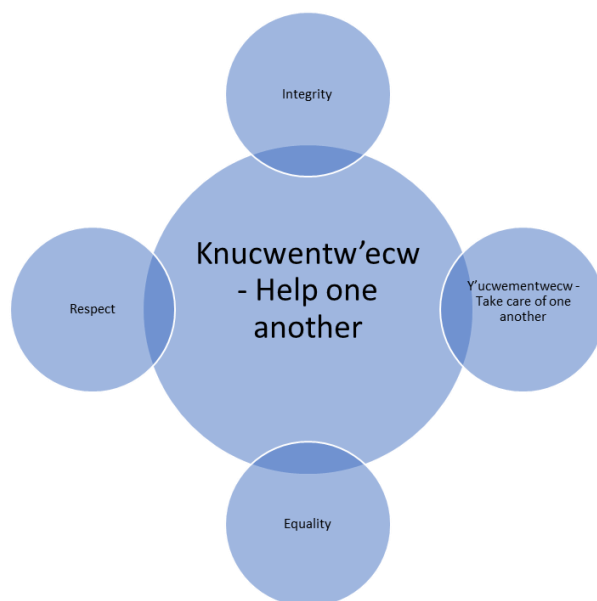 Integrity
Knucwentw’ecw
- Help one
another
Respect
Y’ucwementwecw -
Take care of one
another
Equality